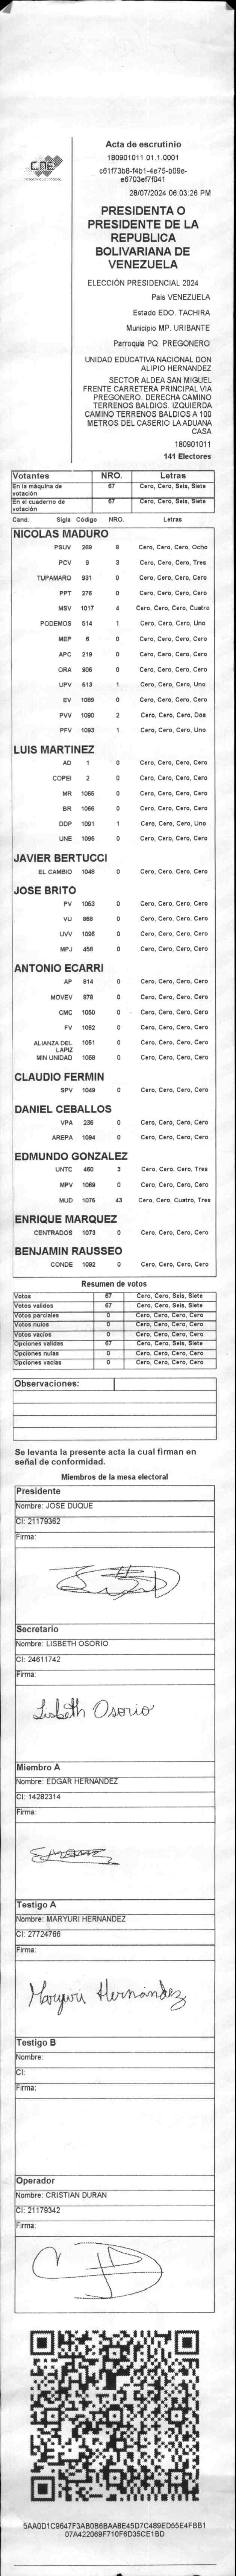 CNE
Acta de escrutinio
180901011.01.1.0001
c61f73b8-f4b1-4e75-b09e-
e6703ef7f041
28/07/2024 06:03:26 PM
PRESIDENTA O
PRESIDENTE DE LA
REPUBLICA
BOLIVARIANA DE
VENEZUELA
ELECCIÓN PRESIDENCIAL 2024
Pais VENEZUELA
Estado EDO. TACHIRA
Municipio MP. URIBANTE
Parroquia PQ. PREGONERO
UNIDAD EDUCATIVA NACIONAL DON
ALIPIO HERNANDEZ
SECTOR ALDEA SAN MIGUEL
FRENTE CARRETERA PRINCIPAL VIA
PREGONERO. DERECHA CAMINO
TERRENOS BALDIOS. IZQUIERDA
CAMINO TERRENOS BALDIOS A 100
METROS DEL CASERIO LA ADUANA
CASA
180901011
141 Electores
Votantes NRO. Letras
En la máquina de votación 67 Cero, Cero, Seis, Siete
En el cuaderno de votación 67 Cero, Cero, Seis, Siete
Cand. Sigla Código NRO. Letras
NICOLAS MADURO
PSUV 269 8 Cero, Cero, Cero, Ocho
PCV 9 3 Cero, Cero, Cero, Tres
TUPAMARO 931 0 Cero, Cero, Cero, Cero
PPT 276 0 Cero, Cero, Cero, Cero
MSV 1017 4 Cero, Cero, Cero, Cuatro
PODEMOS 514 1 Cero, Cero, Cero, Uno
MEP 6 0 Cero, Cero, Cero, Cero
APC 219 0 Cero, Cero, Cero, Cero
ORA 906 0 Cero, Cero, Cero, Cero
UPV 513 1 Cero, Cero, Cero, Uno
EV 1089 0 Cero, Cero, Cero, Cero
PVV 1090 2 Cero, Cero, Cero, Dos
PFV 1093 1 Cero, Cero, Cero, Uno
LUIS MARTINEZ
AD 1 0 Cero, Cero, Cero, Cero
COPEI 2 0 Cero, Cero, Cero, Cero
MR 1065 0 Cero, Cero, Cero, Cero
BR 1066 0 Cero, Cero, Cero, Cero
DDP 1091 1 Cero, Cero, Cero, Uno
UNE 1095 0 Cero, Cero, Cero, Cero
JAVIER BERTUCCI
EL CAMBIO 1048 0 Cero, Cero, Cero, Cero
JOSE BRITO
PV 1053 0 Cero, Cero, Cero, Cero
VU 868 0 Cero, Cero, Cero, Cero
UVV 1096 0 Cero, Cero, Cero, Cero
MPJ 458 0 Cero, Cero, Cero, Cero
ANTONIO ECARRI
AP 814 0 Cero, Cero, Cero, Cero
MOVEV 978 0 Cero, Cero, Cero, Cero
CMC 1050 0 Cero, Cero, Cero, Cero
FV 1062 0 Cero, Cero, Cero, Cero
ALIANZA DEL LAPIZ 1051 0 Cero, Cero, Cero, Cero
MIN UNIDAD 1068 0 Cero, Cero, Cero, Cero
CLAUDIO FERMIN
SPV 1049 0 Cero, Cero, Cero, Cero
DANIEL CEBALLOS
VPA 236 0 Cero, Cero, Cero, Cero
AREPA 1094 0 Cero, Cero, Cero, Cero
EDMUNDO GONZALEZ
UNTC 460 3 Cero, Cero, Cero, Tres
MPV 1069 0 Cero, Cero, Cero, Cero
MUD 1075 43 Cero, Cero, Cuatro, Tres
ENRIQUE MARQUEZ
CENTRADOS 1073 0 Cero, Cero, Cero, Cero
BENJAMIN RAUSSEO
CONDE 1092 0 Cero, Cero, Cero, Cero
Resumen de votos
Votos 67 Cero, Cero, Seis, Siete
Votos validos 67 Cero, Cero, Seis, Siete
Votos parciales 0 Cero, Cero, Cero, Cero
Votos nulos 0 Cero, Cero, Cero, Cero
Votos vacios 0 Cero, Cero, Cero, Cero
Opciones validas 67 Cero, Cero, Seis, Siete
Opciones nulas 0 Cero, Cero, Cero, Cero
Opciones vacias 0 Cero, Cero, Cero, Cero
Observaciones:
Se levanta la presente acta la cual firman en
señal de conformidad.
Miembros de la mesa electoral
Presidente
Nombre: JOSE DUQUE
CI: 21179362
Firma:
Secretario
Nombre: LISBETH OSORIO
CI: 24611742
Firma:
Lisbeth Osorio
Miembro A
Nombre: EDGAR HERNANDEZ
CI: 14282314
Firma:
Testigo A
Nombre: MARYURI HERNANDEZ
CI: 27724766
Firma:
Maryuri Hernández
Testigo B
Nombre:
CI:
Firma:
Operador
Nombre: CRISTIAN DURAN
CI: 21179342
Firma:
5AA0D1C9647F3AB0B6BAA8E45D7C489ED55E4FBB1
07A422069F710F6D35CE1BD